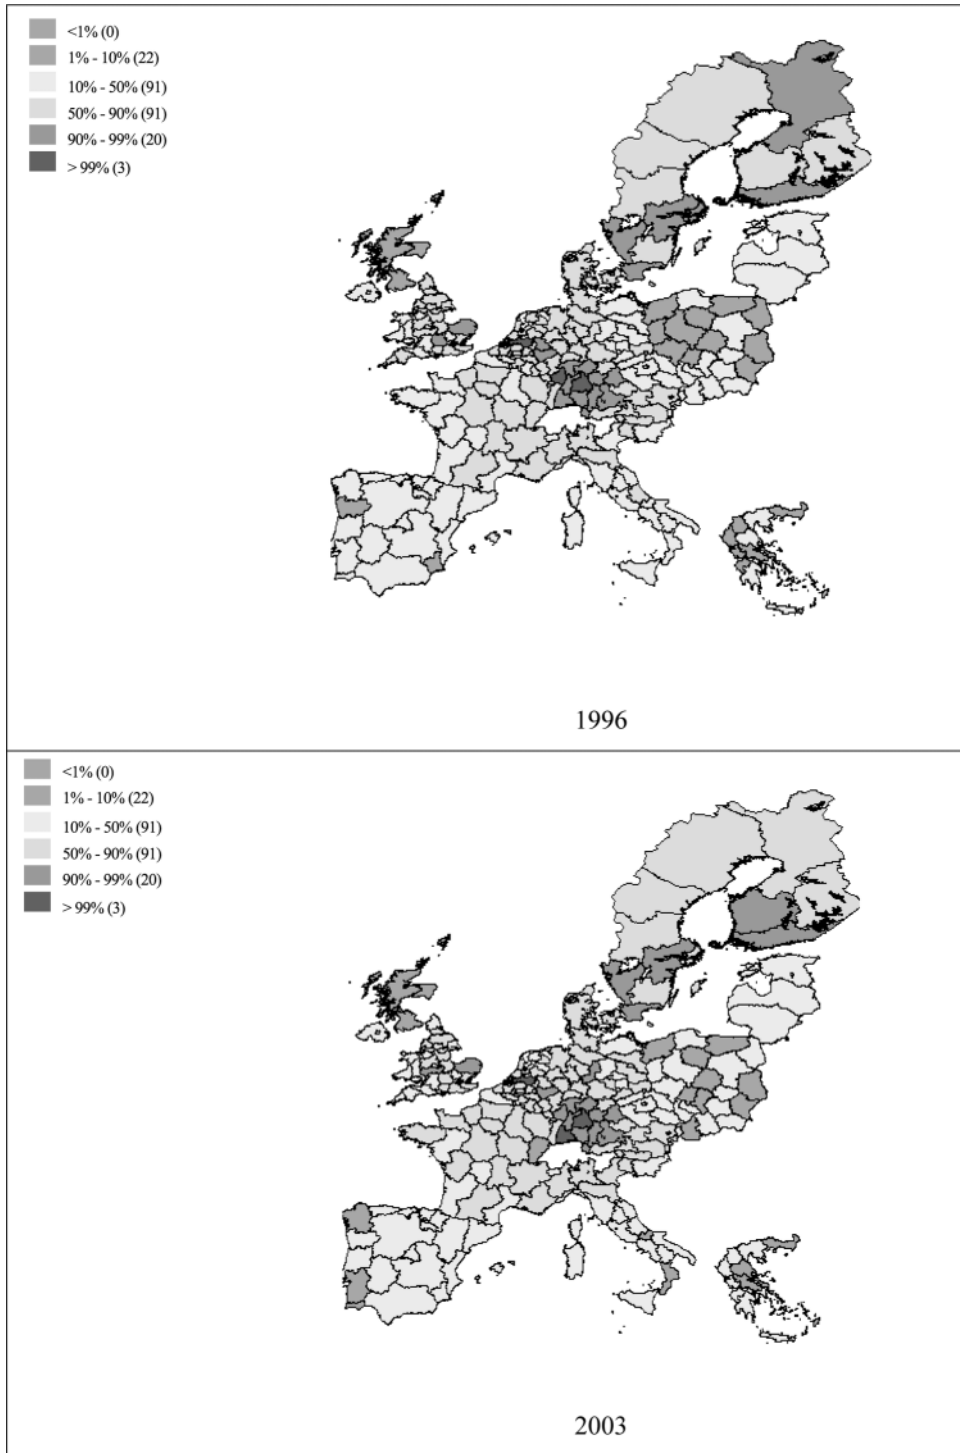 <1% (0)
1% - 10% (22)
10% - 50% (91)
50% - 90% (91)
90% - 99% (20)
> 99% (3)
1996
<1% (0)
1% - 10% (22)
10% - 50% (91)
50% - 90% (91)
90% - 99% (20)
> 99% (3)
2003